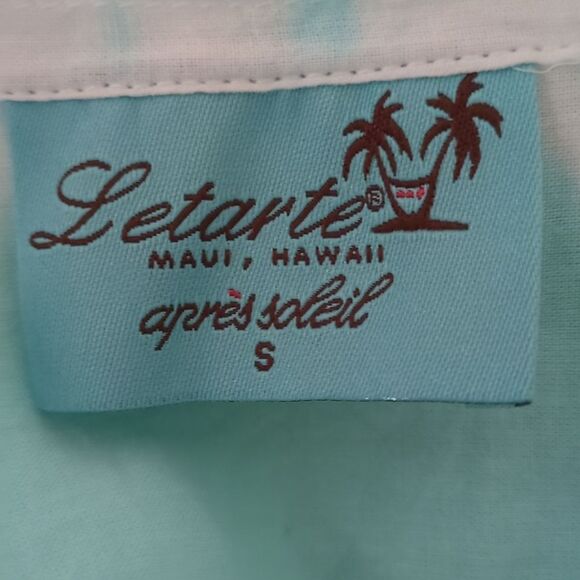 Letarte®
MAUI, HAWAII
après soleil
S